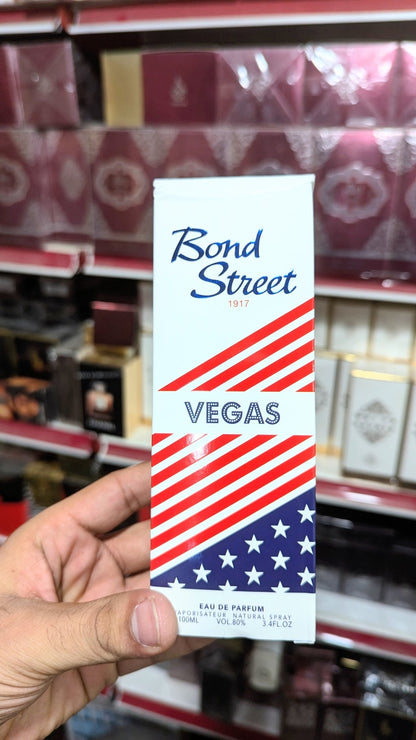 Bond
Street
1917
VEGAS
EAU DE PARFUM
VAPORISATEUR NATURAL SPRAY
100ML VOL.80% 3.4FL.OZ